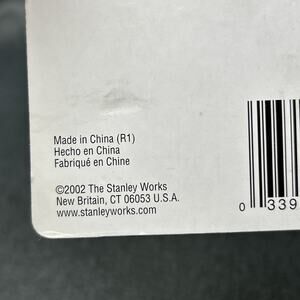 Made in China (R1)
Hecho en China
Fabriqué en Chine
©2002 The Stanley Works
New Britain, CT 06053 U.S.A.
www.stanleyworks.com
0 339